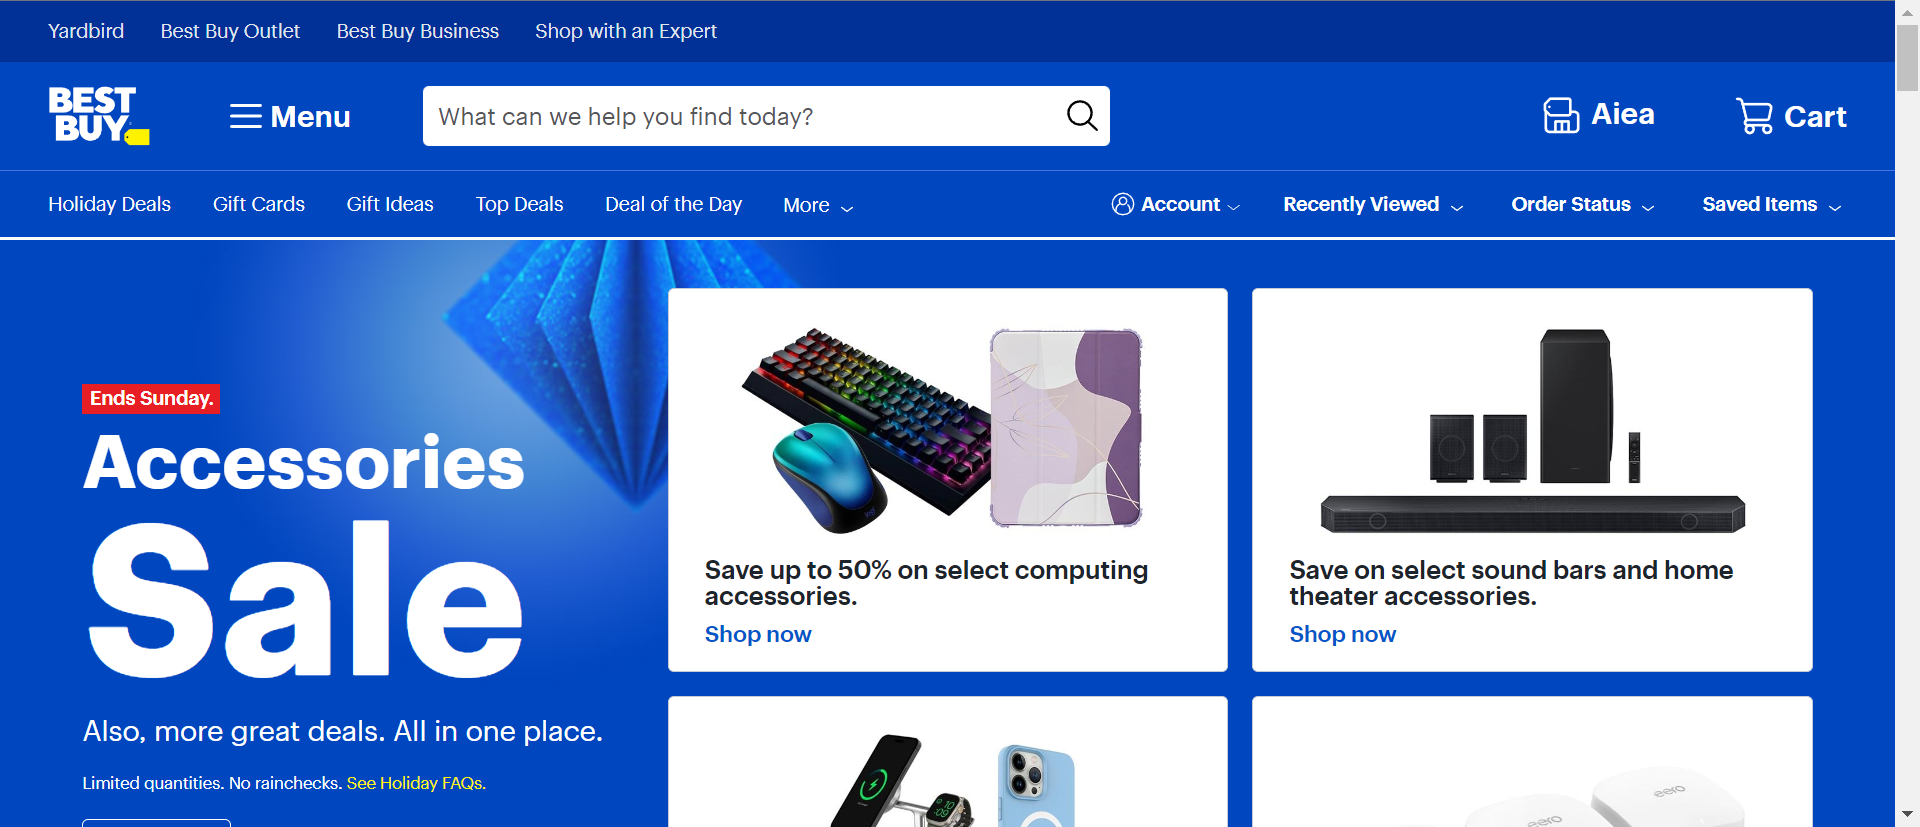 Yardbird
Best Buy Outlet
Best Buy Business
Shop with an Expert
BEST
BUY
Menu
What can we help you find today?
Aiea
Cart
Holiday Deals
Gift Cards
Gift Ideas
Top Deals
Deal of the Day
More
Account
Recently Viewed
Order Status
Saved Items
Ends Sunday.
Accessories
Sale
Also, more great deals. All in one place.
Limited quantities. No rainchecks. See Holiday FAQs.
Save up to 50% on select computing
accessories.
Shop now
Save on select sound bars and home
theater accessories.
Shop now
10
09
eero
eero